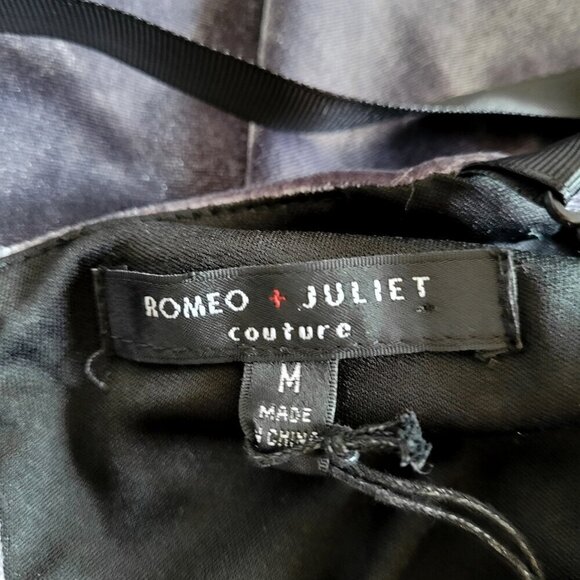 ROMEO + JULIET
couture
M
MADE
N CHINA